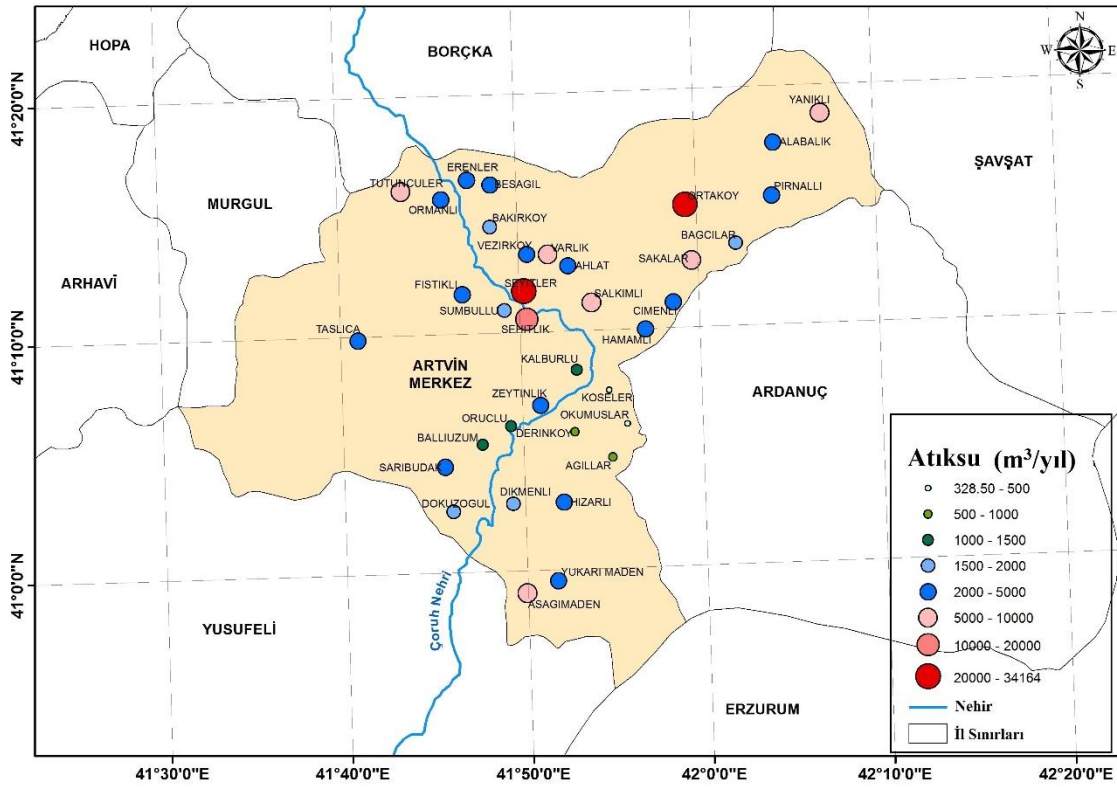 HOPA
BORÇKA
N
W E
S
41°20'0"N
YANIKLI
ALABALIK
ŞAVŞAT
ERENLER
BESAGIL
TUTUNCULER
ORMANLI
PIRNALLI
ORTAKOY
MURGUL
BAKIRKOY
BAGCILAR
VEZIRKOY
VARLIK
SAKALAR
AHLAT
ARHAVİ
FISTIKLI
SEYITLER
SALKIMLI
SUMBULLU
CIMENLI
SEHITLIK
HAMAMLI
TASLICA
41°10'0"N
KALBURLU
ARTVİN
MERKEZ
ARDANUÇ
ZEYTINLIK
KOSELER
ORUCLU
OKUMUSLAR
DERINKOY
BALLIUZUM
AGILLAR
SARIBUDAK
DIKMENLI
DOKUZOGUL
HIZARLI
41°0'0"N
YUKARI MADEN
ASAGIMADEN
Çoruh Nehri
YUSUFELİ
ERZURUM
Atıksu (m³/yıl)
328.50 - 500
500 - 1000
1000 - 1500
1500 - 2000
2000 - 5000
5000 - 10000
10000 - 20000
20000 - 34164
Nehir
İl Sınırları
41°30'0"E
41°40'0"E
41°50'0"E
42°0'0"E
42°10'0"E
42°20'0"E